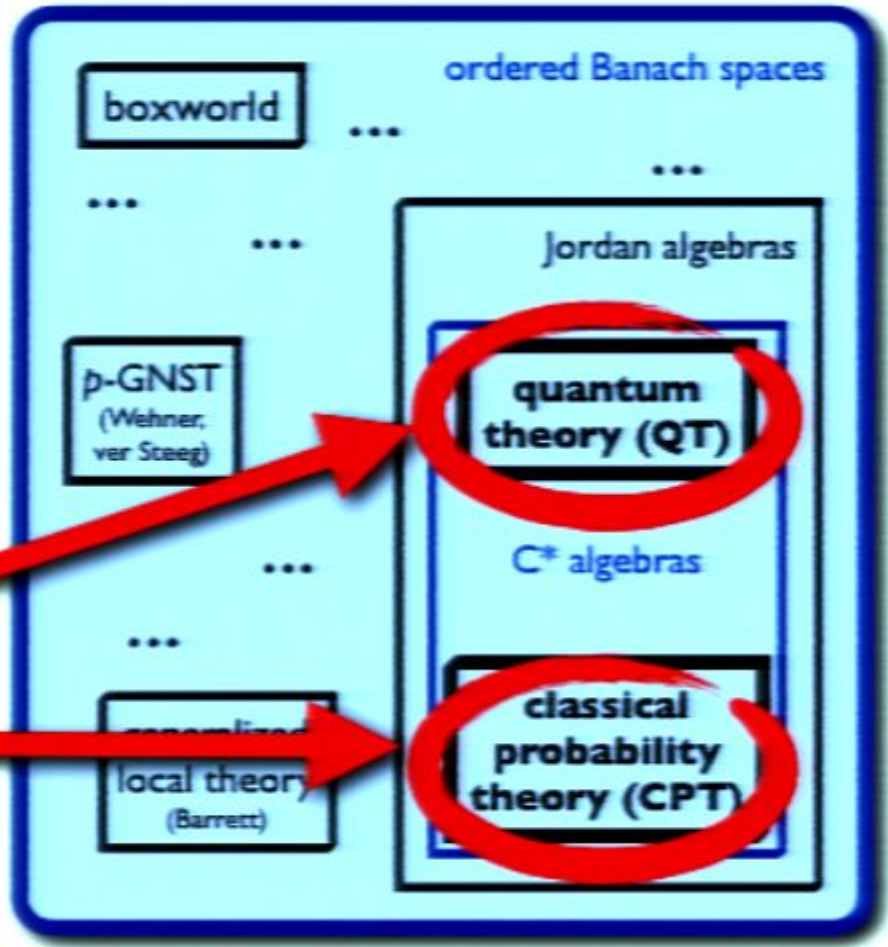 ordered Banach spaces
boxworld
...
...
...
...
Jordan algebras
p-GNST
(Wehner,
ver Steeg)
quantum
theory (QT)
C* algebras
...
...
classical
probability
theory (CPT)
local theory
(Barrett)